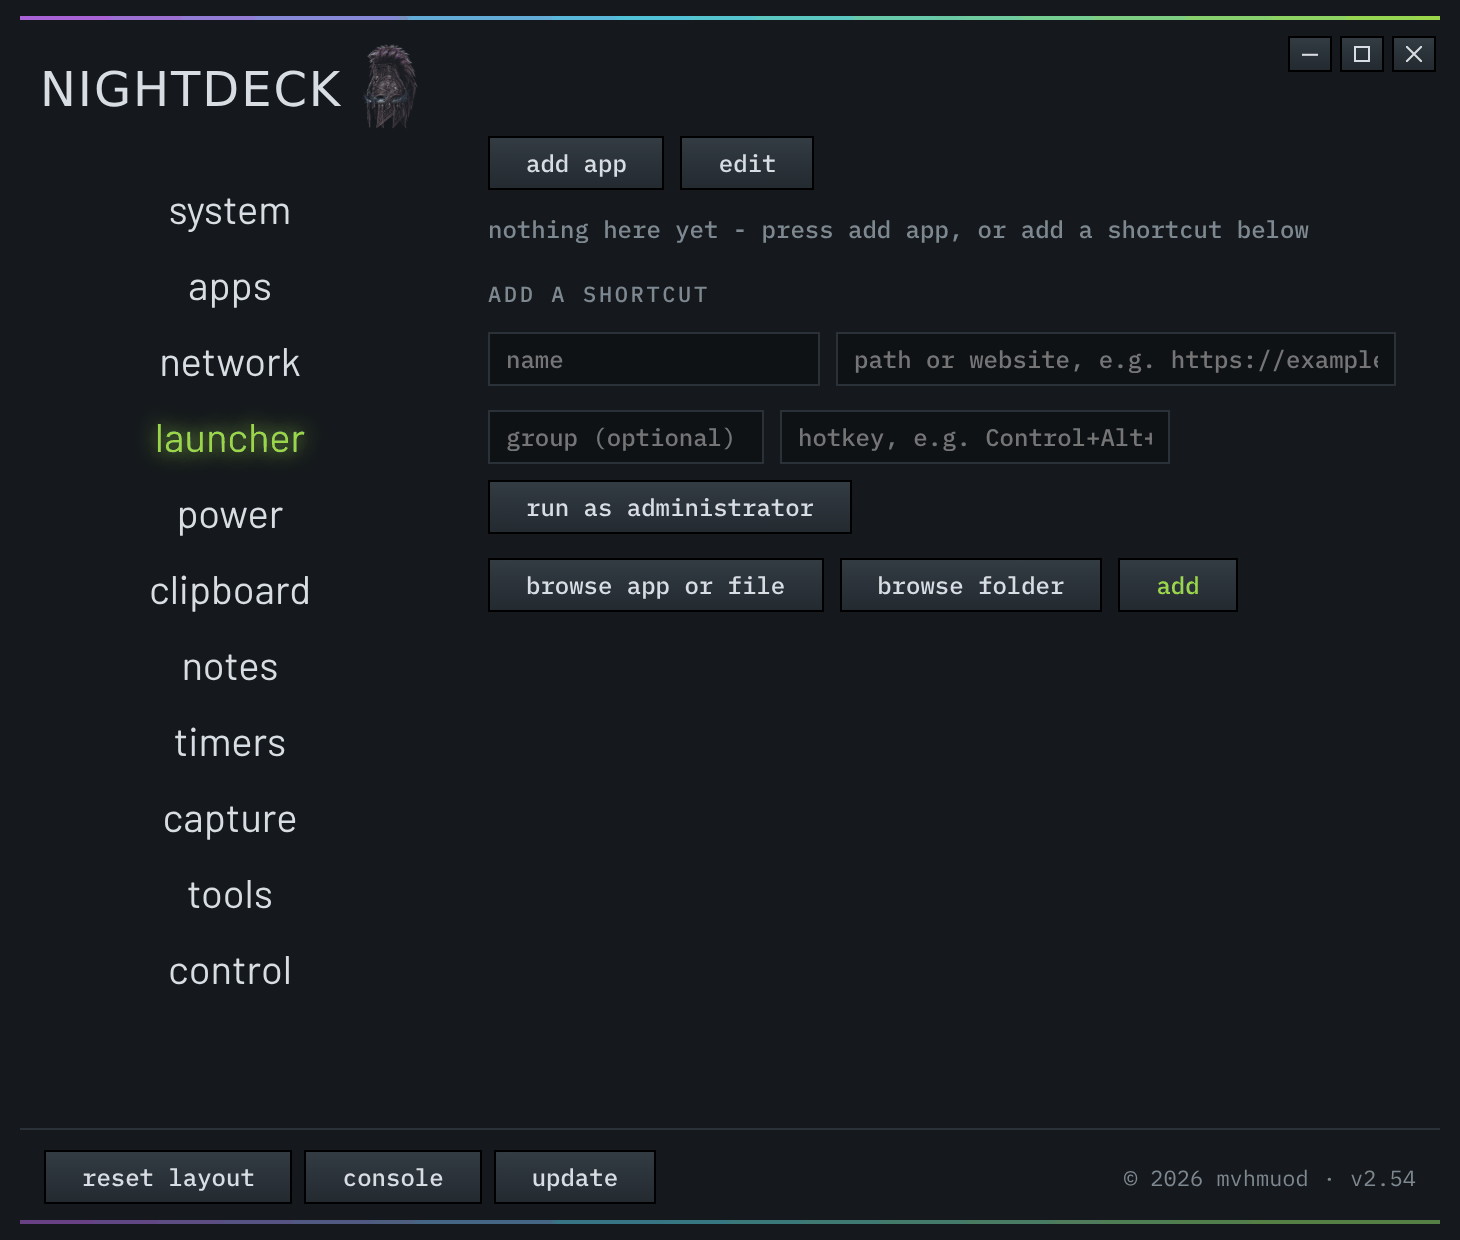 NIGHTDECK
system
apps
network
launcher
power
clipboard
notes
timers
capture
tools
control
add app edit
nothing here yet - press add app, or add a shortcut below
ADD A SHORTCUT
name path or website, e.g. https://example
group (optional) hotkey, e.g. Control+Alt+
run as administrator
browse app or file browse folder add
reset layout console update
© 2026 mvhmuod · v2.54